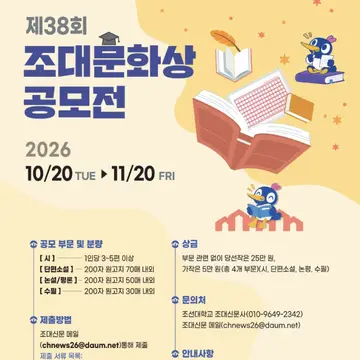 제38회
조대문화상
공모전
2026
10/20 TUE ▶ 11/20 FRI
공모 부문 및 분량
[ 시 ] 1인당 3~5편 이상
[ 단편소설 ] 200자 원고지 70매 내외
[ 논설/평론 ] 200자 원고지 50매 내외
[ 수필 ] 200자 원고지 30매 내외
제출방법
조대신문 메일
(chnews26@daum.net)통해 제출
제출 서류 목록:
상금
부문 관련 없이 당선작은 25만 원,
가작은 5만 원(총 4개 부문)(시, 단편소설, 논평, 수필)
문의처
조선대학교 조대신문사(010-9649-2342)
조대신문 메일(chnews26@daum.net)
안내사항